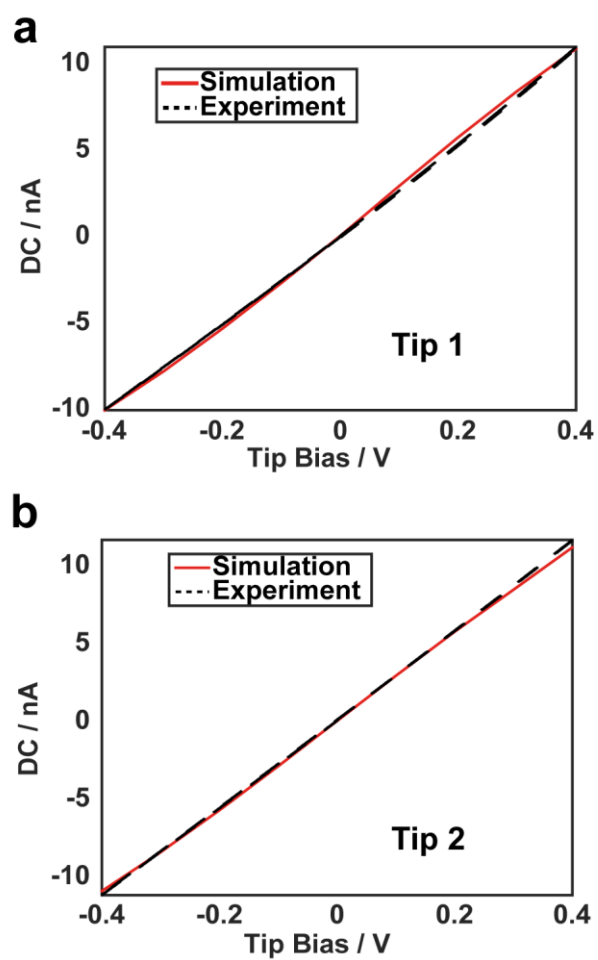 a
10
5
0
-5
-10
DC / nA
Simulation
Experiment
Tip 1
-0.4
-0.2
0
0.2
0.4
Tip Bias / V
b
10
5
0
-5
-10
DC / nA
Simulation
Experiment
Tip 2
-0.4
-0.2
0
0.2
0.4
Tip Bias / V